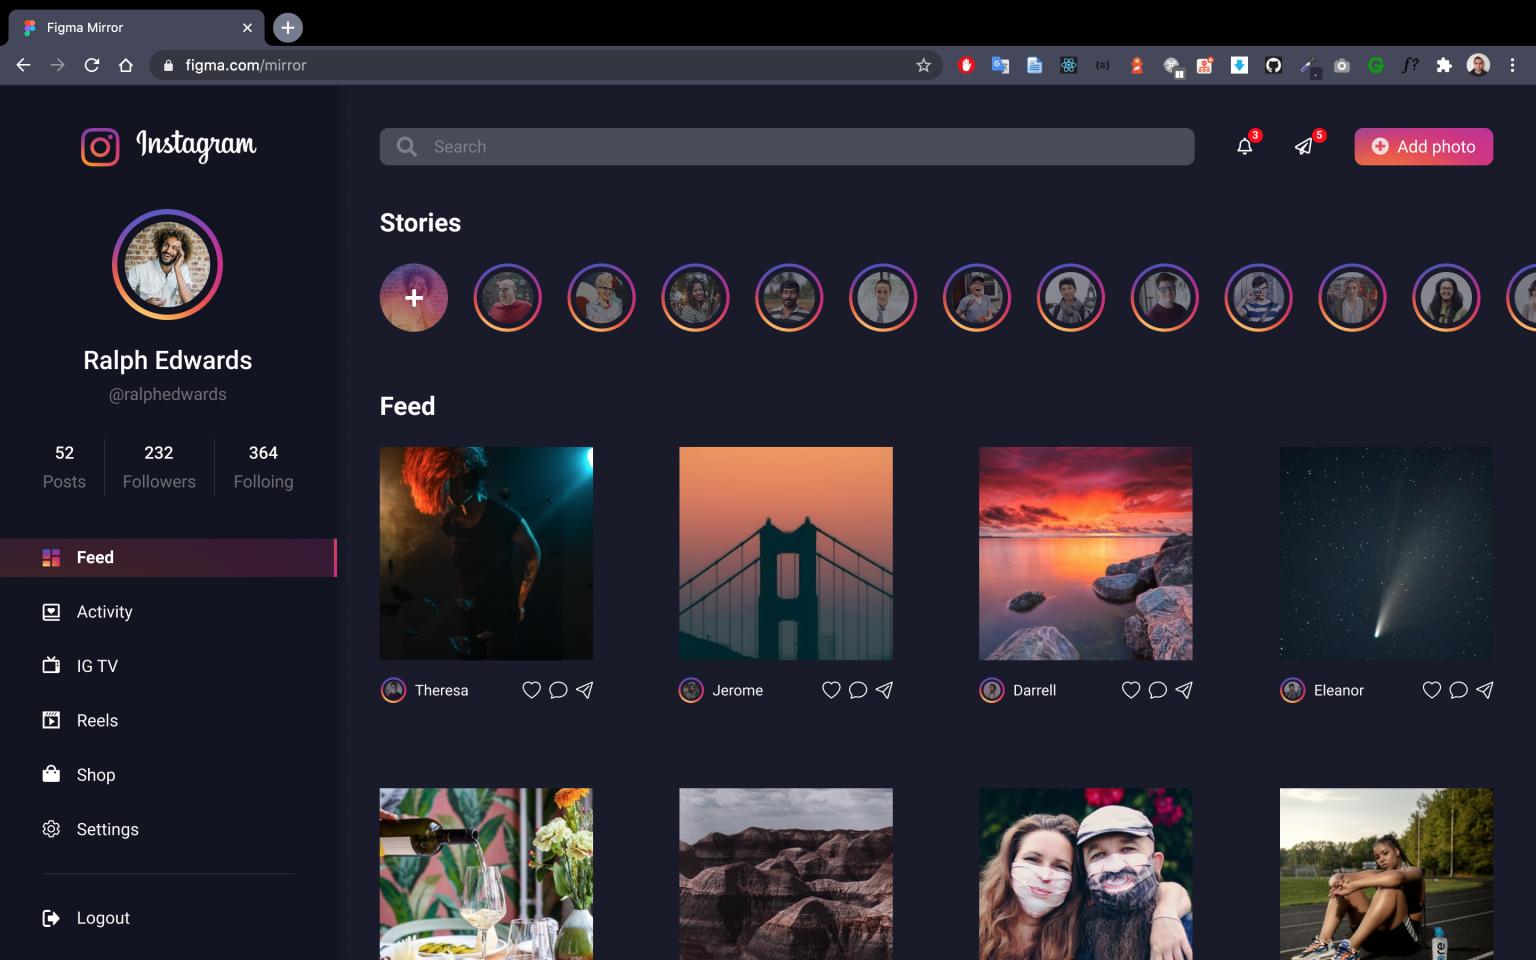 Figma Mirror
figma.com/mirror
f?
Instagram
Search
3
5
Add photo
Stories
Ralph Edwards
@ralphedwards
52
232
364
Posts
Followers
Folloing
Feed
Activity
IG TV
Reels
Shop
Settings
Logout
Feed
Theresa
Jerome
Darrell
Eleanor